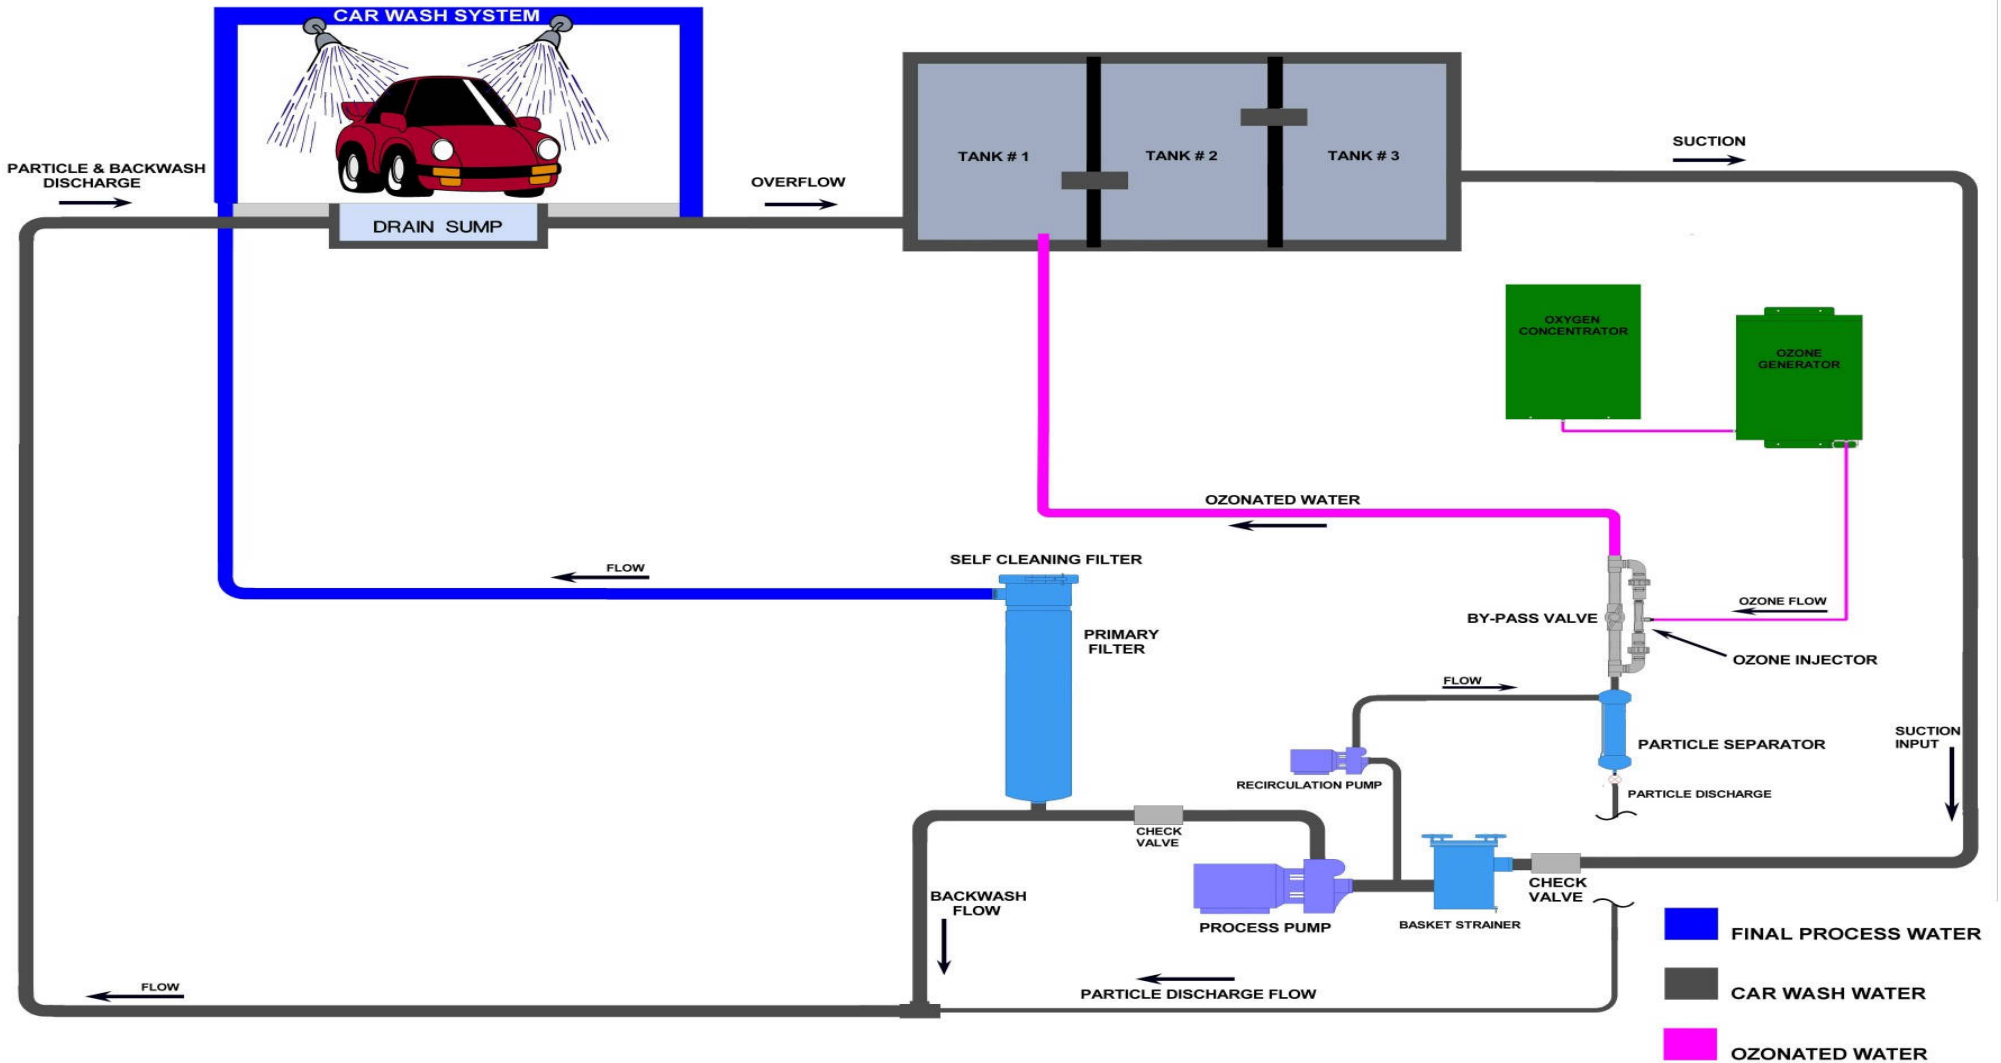 CAR WASH SYSTEM
PARTICLE & BACKWASH
DISCHARGE
DRAIN SUMP
OVERFLOW
TANK # 1
TANK # 2
TANK # 3
SUCTION
OXYGEN
CONCENTRATOR
OZONE
GENERATOR
OZONATED WATER
SELF CLEANING FILTER
FLOW
PRIMARY
FILTER
BY-PASS VALVE
OZONE FLOW
OZONE INJECTOR
FLOW
PARTICLE SEPARATOR
SUCTION
INPUT
RECIRCULATION PUMP
PARTICLE DISCHARGE
CHECK
VALVE
CHECK
VALVE
BACKWASH
FLOW
PROCESS PUMP
BASKET STRAINER
FLOW
PARTICLE DISCHARGE FLOW
FINAL PROCESS WATER
CAR WASH WATER
OZONATED WATER